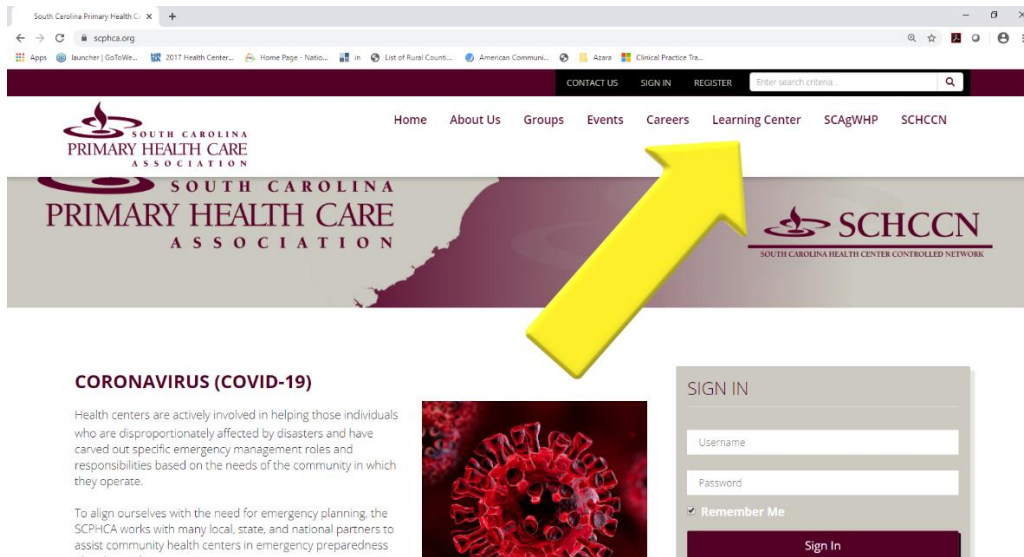 South Carolina Primary Health C
scphca.org
Apps launcher | GoToWe... 2017 Health Center... Home Page - Natio... in List of Rural Counti... American Communi... Azara Clinical Practice Tra...
CONTACT US SIGN IN REGISTER Enter search criteria...
Home About Us Groups Events Careers Learning Center SCAgWHP SCHCCN
SOUTH CAROLINA
PRIMARY HEALTH CARE
ASSOCIATION
SOUTH CAROLINA
PRIMARY HEALTH CARE
ASSOCIATION
SCHCCN
SOUTH CAROLINA HEALTH CENTER CONTROLLED NETWORK
CORONAVIRUS (COVID-19)
Health centers are actively involved in helping those individuals
who are disproportionately affected by disasters and have
carved out specific emergency management roles and
responsibilities based on the needs of the community in which
they operate.
To align ourselves with the need for emergency planning, the
SCPHCA works with many local, state, and national partners to
assist community health centers in emergency preparedness
SIGN IN
Username
Password
Remember Me
Sign In